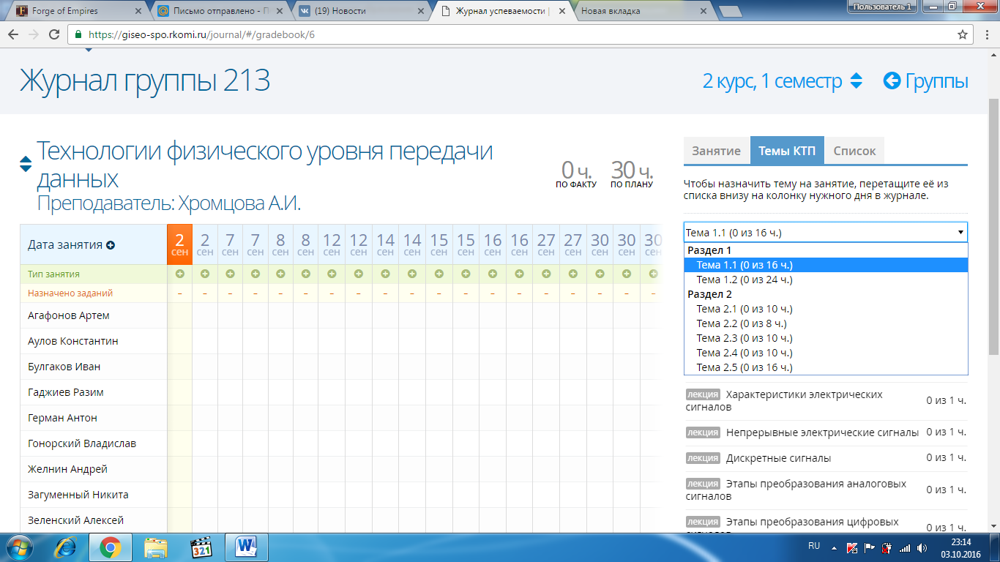 Forge of Empires
Письмо отправлено - П
(19) Новости
Журнал успеваемости |
Новая вкладка
Пользователь 1
https://giseo-spo.rkomi.ru/journal/#/gradebook/6
Журнал группы 213
2 курс, 1 семестр
Группы
Технологии физического уровня передачи
данных
Преподаватель: Хромцова А.И.
0 ч.
ПО ФАКТУ
30 ч.
ПО ПЛАНУ
Дата занятия
2 2 7 7 8 8 12 12 14 14 15 15 16 16 27 27 30 30 30
сен сен сен сен сен сен сен сен сен сен сен сен сен сен сен сен сен сен сен
Тип занятия
Назначено заданий
– – – – – – – – – – – – – – – – – – –
Агафонов Артем
Аулов Константин
Булгаков Иван
Гаджиев Разим
Герман Антон
Гонорский Владислав
Желнин Андрей
Загуменный Никита
Зеленский Алексей
Занятие
Темы КТП
Список
Чтобы назначить тему на занятие, перетащите её из
списка внизу на колонку нужного дня в журнале.
Тема 1.1 (0 из 16 ч.)
Раздел 1
Тема 1.1 (0 из 16 ч.)
Тема 1.2 (0 из 24 ч.)
Раздел 2
Тема 2.1 (0 из 10 ч.)
Тема 2.2 (0 из 8 ч.)
Тема 2.3 (0 из 10 ч.)
Тема 2.4 (0 из 10 ч.)
Тема 2.5 (0 из 16 ч.)
лекция Характеристики электрических
сигналов
0 из 1 ч.
лекция Непрерывные электрические сигналы 0 из 1 ч.
лекция Дискретные сигналы 0 из 1 ч.
лекция Этапы преобразования аналоговых
сигналов
0 из 1 ч.
лекция Этапы преобразования цифровых
0 из 1 ч.
321
RU
23:14
03.10.2016